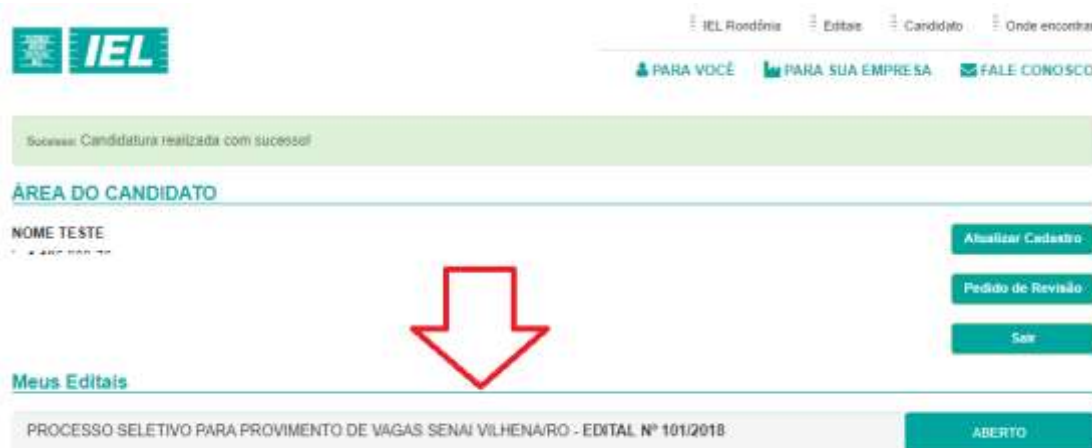 IEL
IEL Rondônia Editais Candidato Onde encontrar
PARA VOCÊ PARA SUA EMPRESA FALE CONOSCO
Sucesso: Candidatura realizada com sucesso!
ÁREA DO CANDIDATO
NOME TESTE
Atualizar Cadastro
Pedido de Revisão
Sair
Meus Editais
PROCESSO SELETIVO PARA PROVIMENTO DE VAGAS SENAI VILHENA/RO - EDITAL Nº 101/2018 ABERTO